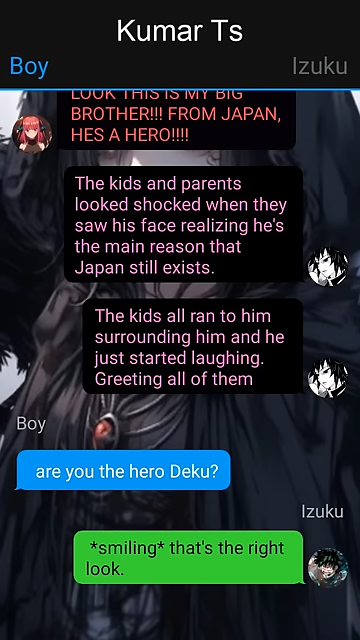 Kumar Ts
Boy
Izuku
LOOK THIS IS MY BIG
BROTHER!!! FROM JAPAN,
HES A HERO!!!!
The kids and parents
looked shocked when they
saw his face realizing he's
the main reason that
Japan still exists.
The kids all ran to him
surrounding him and he
just started laughing.
Greeting all of them
Boy
are you the hero Deku?
Izuku
*smiling* that's the right
look.